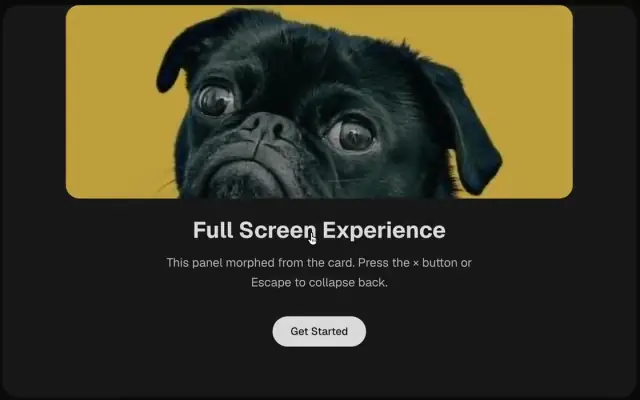 Full Screen Experience
This panel morphed from the card. Press the × button or
Escape to collapse back.
Get Started